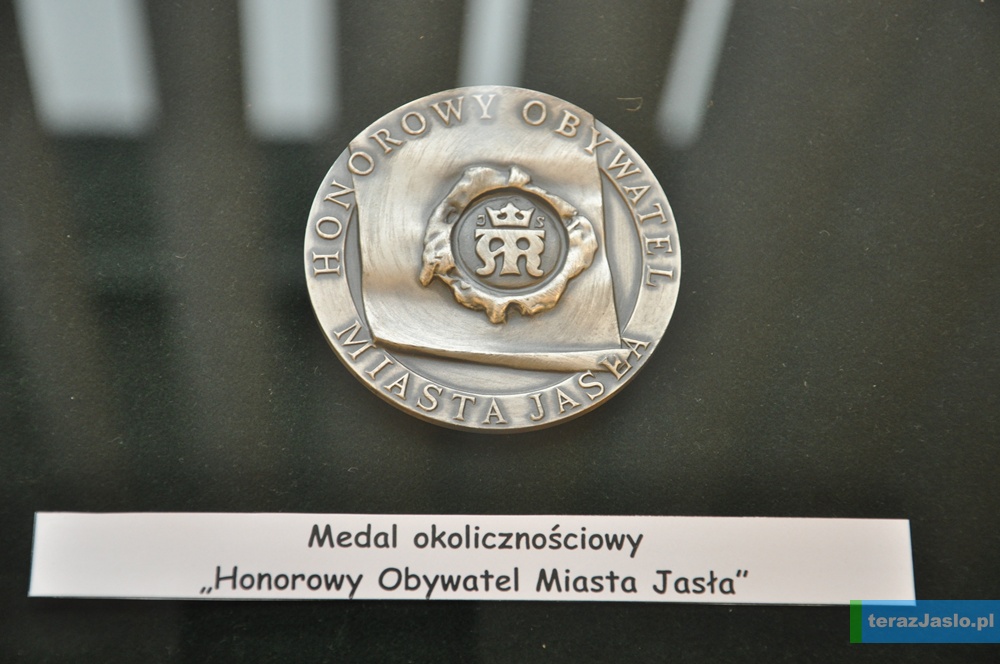 HONOROWY OBYWATEL
MIASTA JASŁA
J S
Medal okolicznościowy
„Honorowy Obywatel Miasta Jasła”
terazJaslo.pl